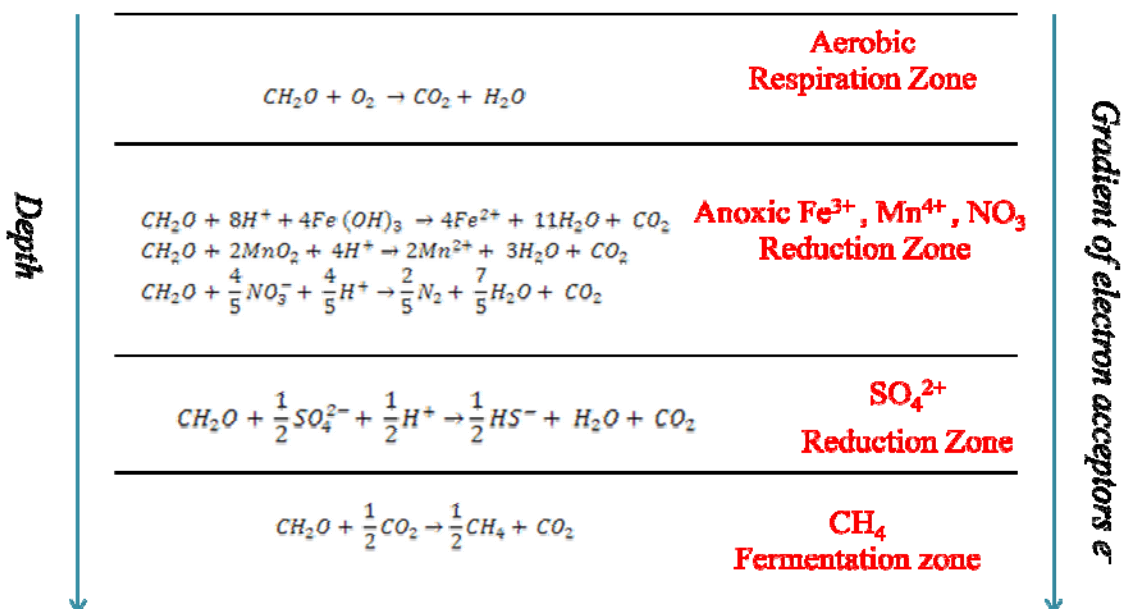 Depth
Aerobic
Respiration Zone
CH₂O + O₂ → CO₂ + H₂O
Anoxic Fe³⁺ , Mn⁴⁺ , NO₃
Reduction Zone
CH₂O + 8H⁺ + 4Fe (OH)₃ → 4Fe²⁺ + 11H₂O + CO₂
CH₂O + 2MnO₂ + 4H⁺ → 2Mn²⁺ + 3H₂O + CO₂
CH₂O + 4/5 NO₃⁻ + 4/5 H⁺ → 2/5 N₂ + 7/5 H₂O + CO₂
SO₄²⁺
Reduction Zone
CH₂O + 1/2 SO₄²⁻ + 1/2 H⁺ → 1/2 HS⁻ + H₂O + CO₂
CH₄
Fermentation zone
CH₂O + 1/2 CO₂ → 1/2 CH₄ + CO₂
Gradient of electron acceptors e⁻